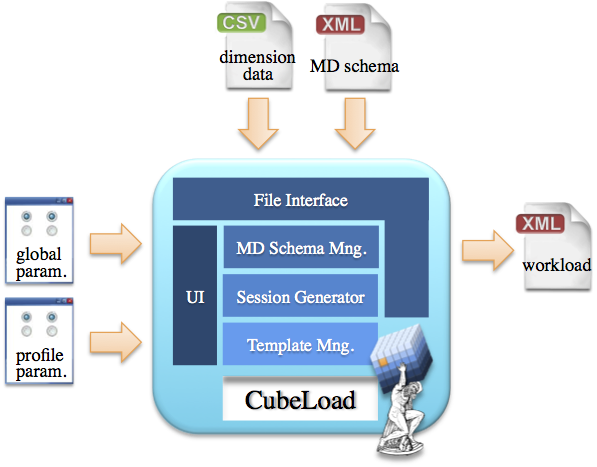 CSV
dimension
data
XML
MD schema
global
param.
profile
param.
File Interface
UI
MD Schema Mng.
Session Generator
Template Mng.
CubeLoad
XML
workload